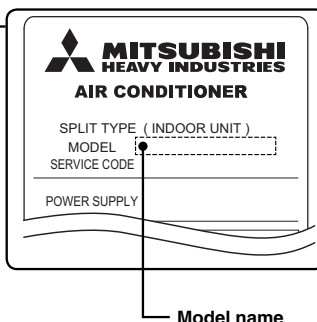 MITSUBISHI
HEAVY INDUSTRIES
AIR CONDITIONER
SPLIT TYPE ( INDOOR UNIT )
MODEL
SERVICE CODE
POWER SUPPLY
Model name